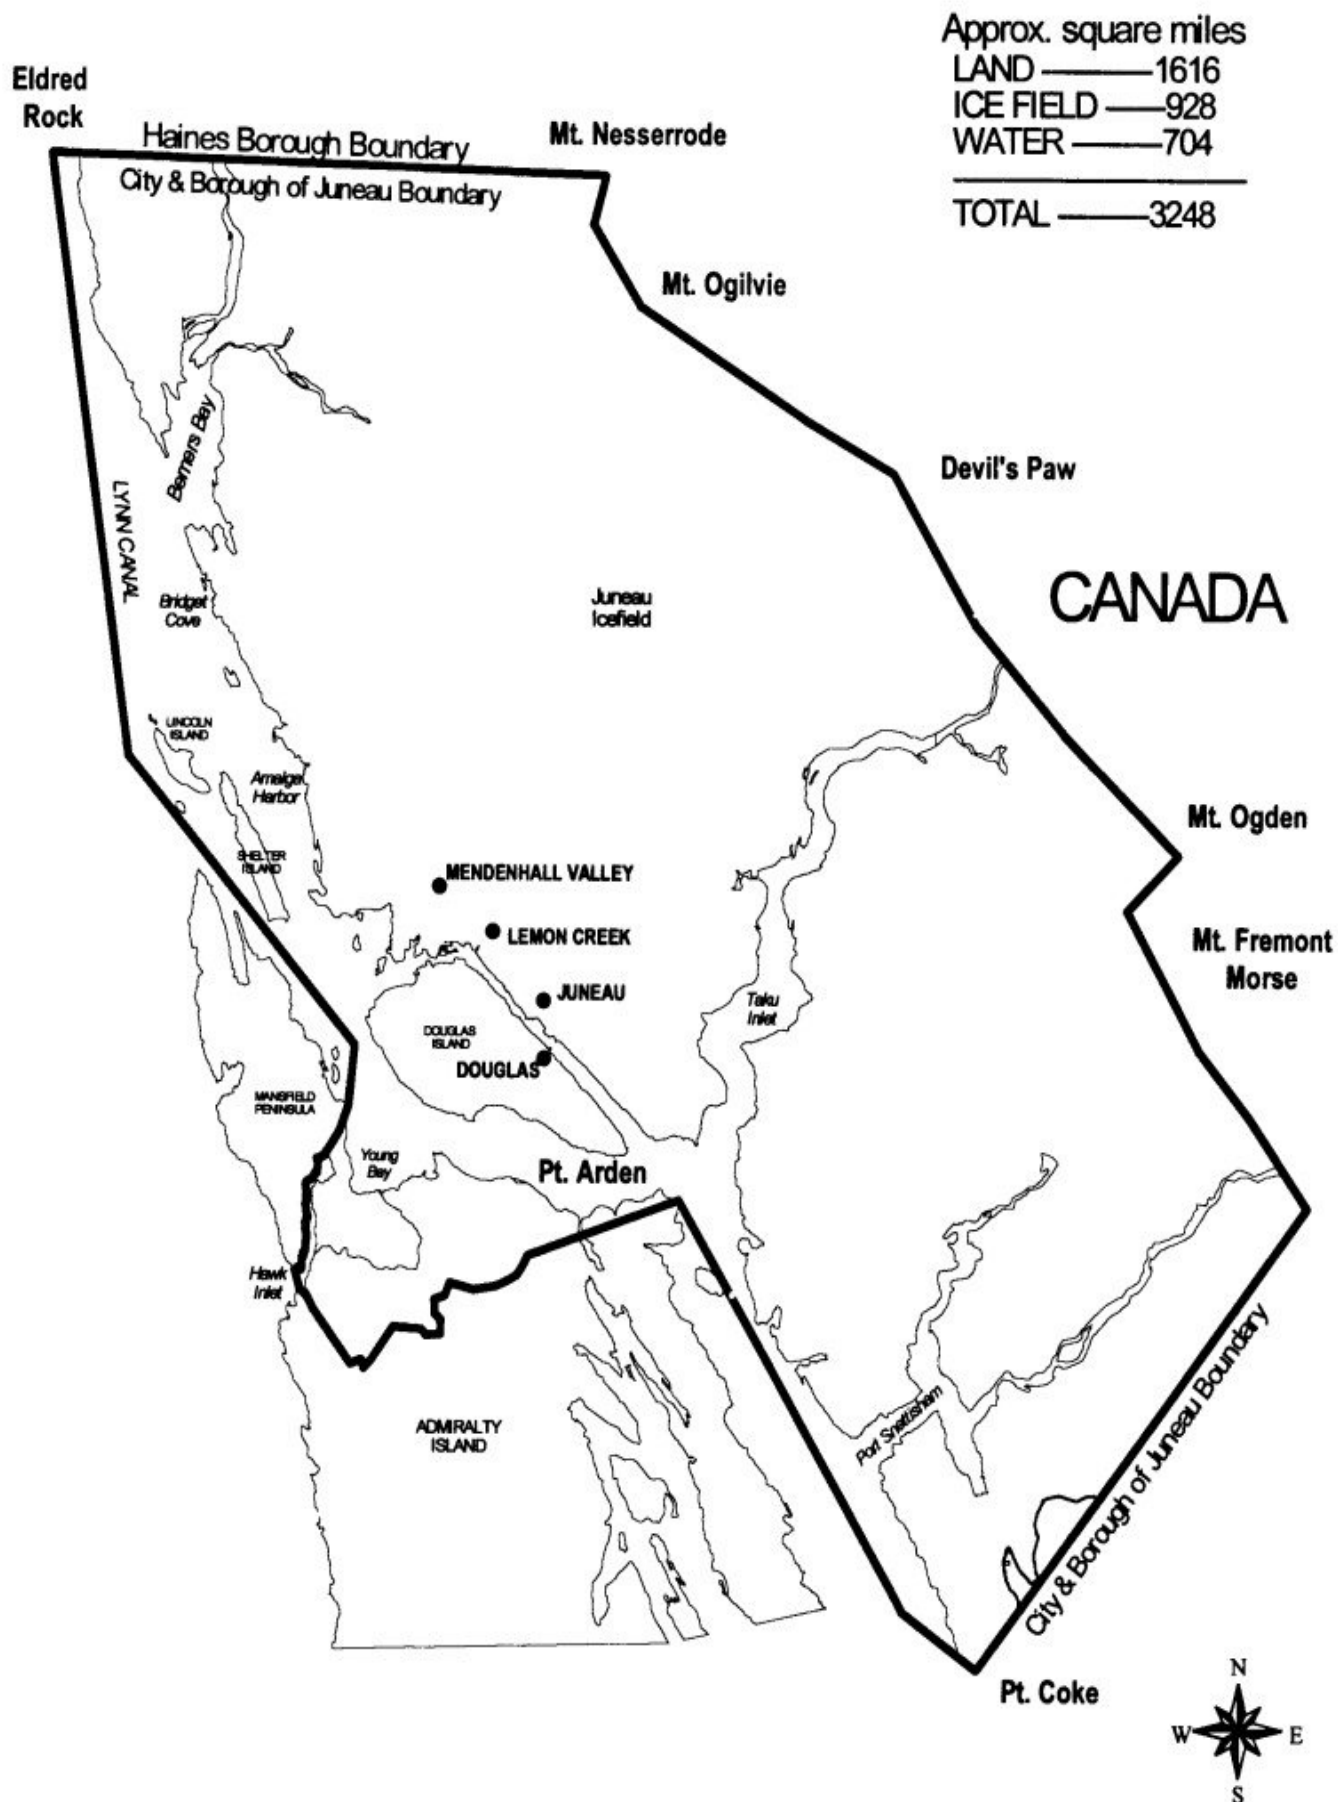 Approx. square miles
LAND 1616
ICE FIELD 928
WATER 704
TOTAL 3248
Eldred
Rock
Haines Borough Boundary
City & Borough of Juneau Boundary
Mt. Nesserrode
Mt. Ogilvie
Devil's Paw
CANADA
Berners Bay
LYNN CANAL
Bridget
Cove
Juneau
Icefield
LINCOLN
ISLAND
Amalga
Harbor
SHELTER
ISLAND
Mt. Ogden
MENDENHALL VALLEY
LEMON CREEK
Mt. Fremont
Morse
JUNEAU
Taku
Inlet
DOUGLAS
ISLAND
DOUGLAS
MANSFIELD
PENINSULA
Young
Bay
Pt. Arden
Hawk
Inlet
ADMIRALTY
ISLAND
Port Snettisham
City & Borough of Juneau Boundary
Pt. Coke
N
W E
S